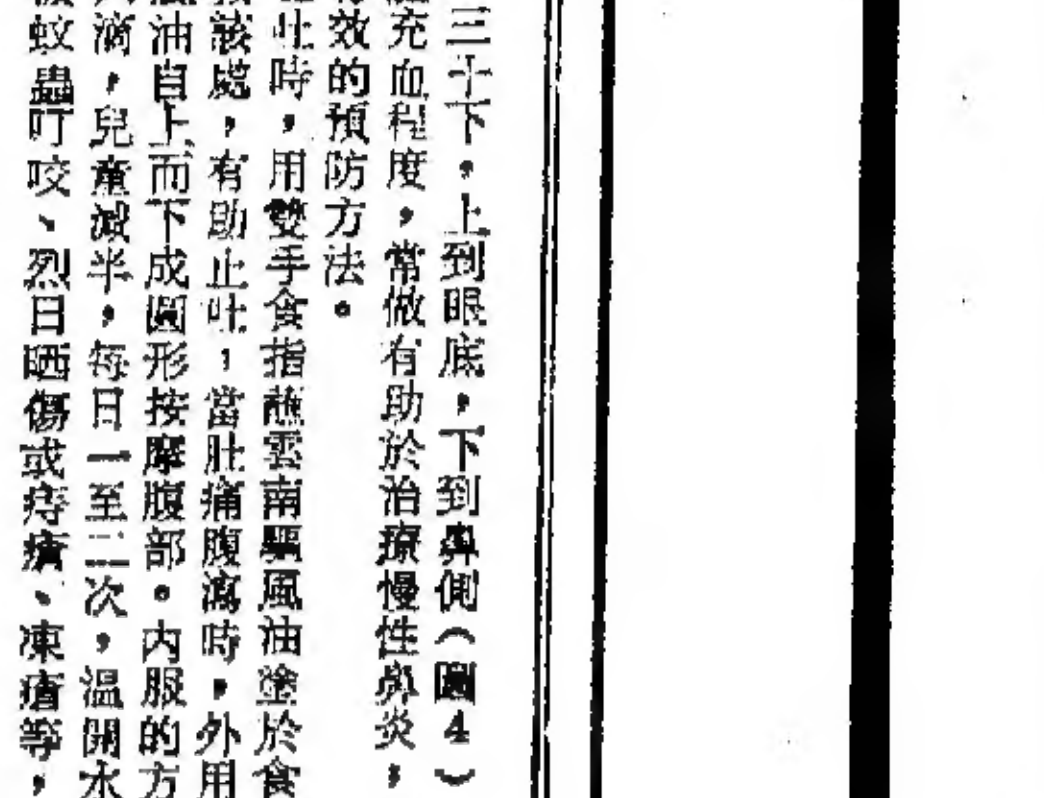 三十下，上到眼底，下到鼻側（圖4）
充血程度，常做有助於治療慢性鼻炎，
效的預防方法。
吐時，用雙手食指蘸雲南驅風油塗於食
該處，有助止吐，當肚痛腹瀉時，外用
油自上而下成圓形按摩腹部。內服的方
滴，兒童減半，每日一至二次，溫開水
蚊蟲叮咬、烈日晒傷或痔瘡、凍瘡等，